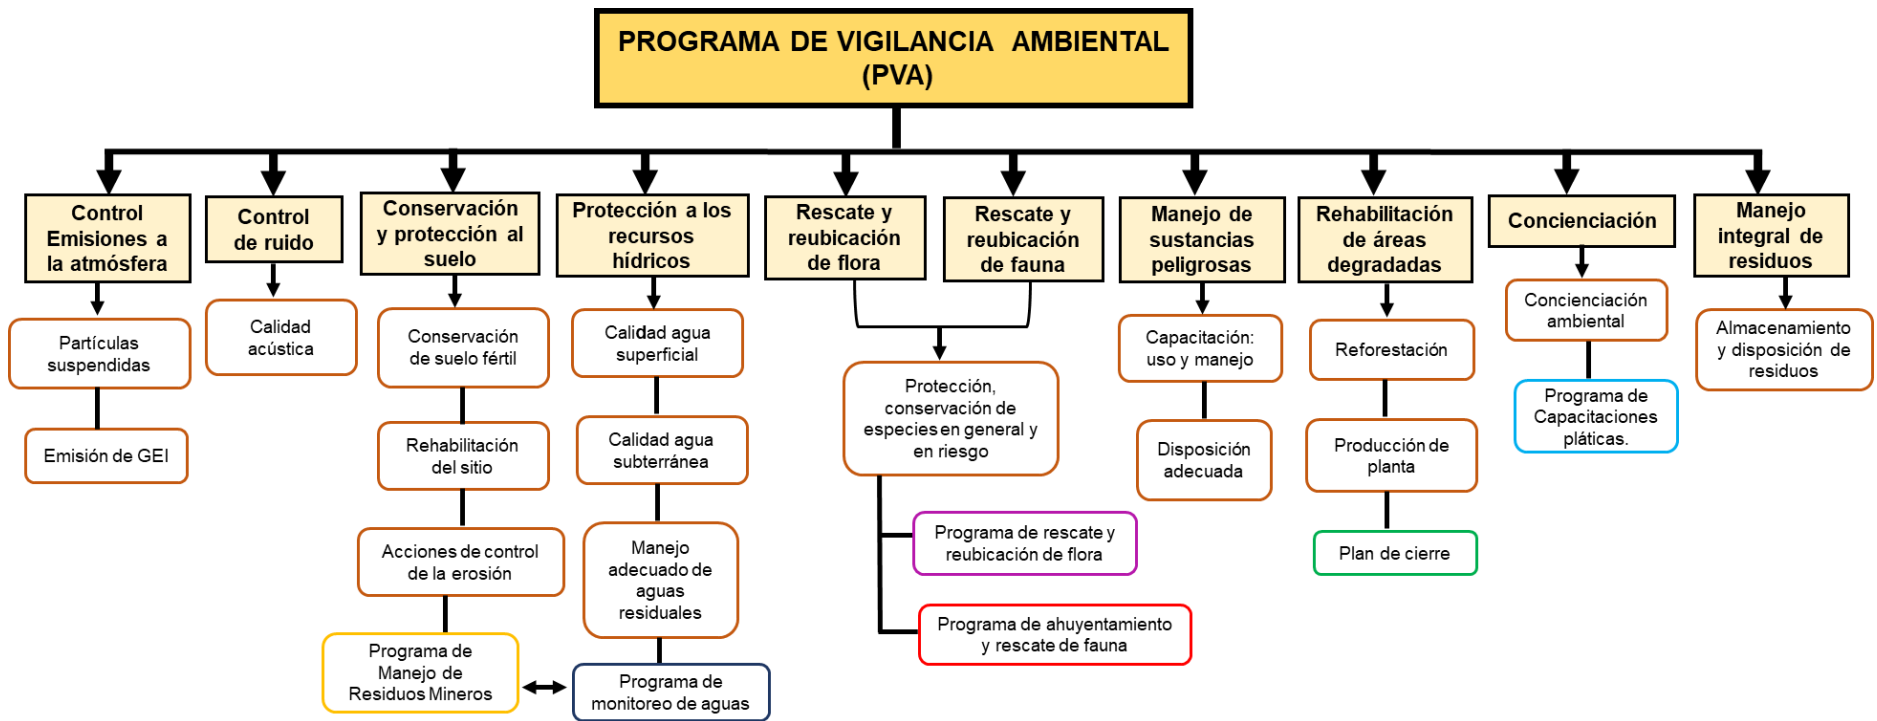 PROGRAMA DE VIGILANCIA AMBIENTAL
(PVA)
Control
Emisiones a
la atmósfera
Control
de ruido
Conservación
y protección al
suelo
Protección a los
recursos
hídricos
Rescate y
reubicación
de flora
Rescate y
reubicación
de fauna
Manejo de
sustancias
peligrosas
Rehabilitación
de áreas
degradadas
Concienciación
Manejo
integral de
residuos
Partículas
suspendidas
Emisión de GEI
Calidad
acústica
Conservación
de suelo fértil
Rehabilitación
del sitio
Acciones de control
de la erosión
Programa de
Manejo de
Residuos Mineros
Calidad agua
superficial
Calidad agua
subterránea
Manejo
adecuado de
aguas
residuales
Programa de
monitoreo de aguas
Protección,
conservación de
especies en general y
en riesgo
Programa de rescate y
reubicación de flora
Programa de ahuyentamiento
y rescate de fauna
Capacitación:
uso y manejo
Disposición
adecuada
Reforestación
Producción de
planta
Plan de cierre
Concienciación
ambiental
Programa de
Capacitaciones
pláticas.
Almacenamiento
y disposición de
residuos